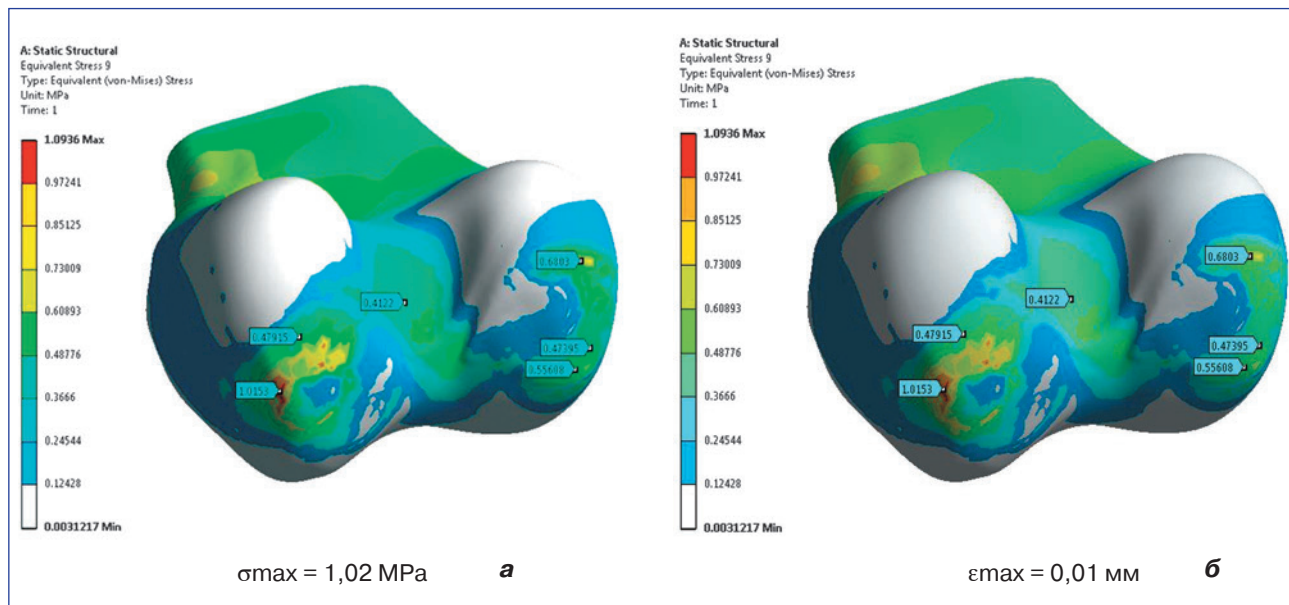 A: Static Structural
Equivalent Stress 9
Type: Equivalent (von-Mises) Stress
Unit: MPa
Time: 1
1.0936 Max
0.97241
0.85125
0.73009
0.60893
0.48776
0.3666
0.24544
0.12428
0.0031217 Min
0.6803
0.4122
0.47915
0.47395
0.55608
1.0153
σmax = 1,02 MPa
а
A: Static Structural
Equivalent Stress 9
Type: Equivalent (von-Mises) Stress
Unit: MPa
Time: 1
1.0936 Max
0.97241
0.85125
0.73009
0.60893
0.48776
0.3666
0.24544
0.12428
0.0031217 Min
0.6803
0.4122
0.47915
0.47395
0.55608
1.0153
εmax = 0,01 мм
б